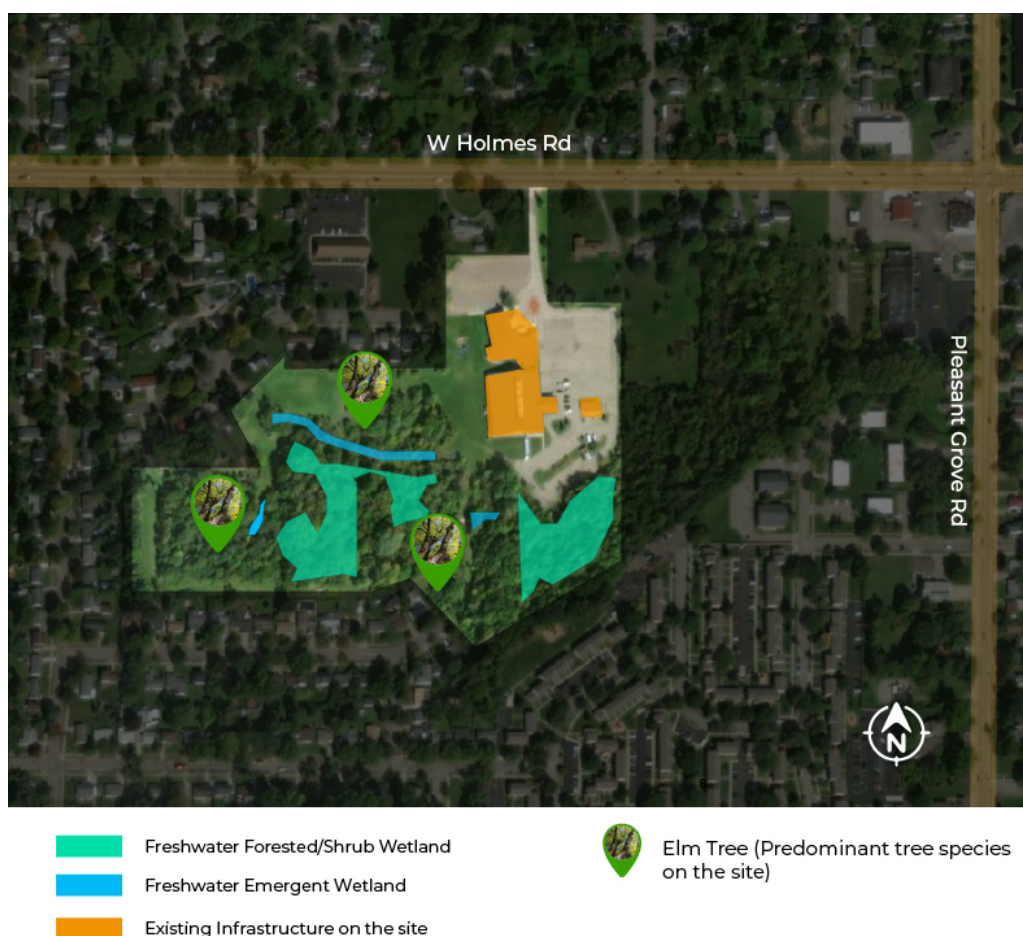 W Holmes Rd
Pleasant Grove Rd
N
Freshwater Forested/Shrub Wetland
Freshwater Emergent Wetland
Existing Infrastructure on the site
Elm Tree (Predominant tree species
on the site)